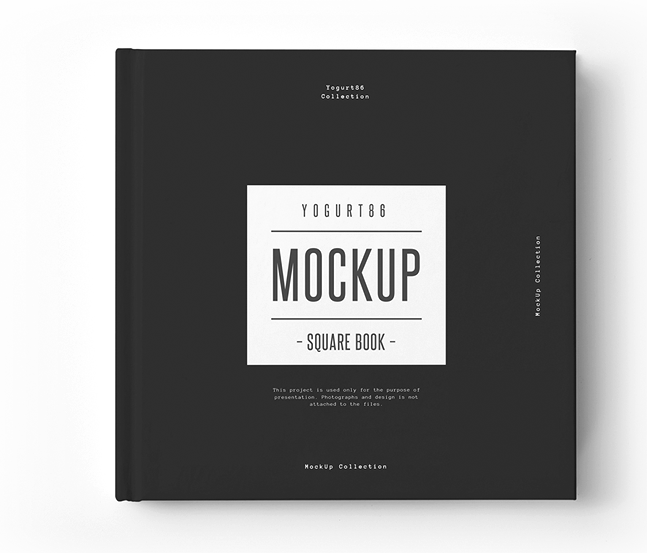 Yogurt86
Collection
YOGURT86
MOCKUP
– SQUARE BOOK –
MockUp Collection
This project is used only for the purpose of
presentation. Photographs and design is not
attached to the files.
MockUp Collection